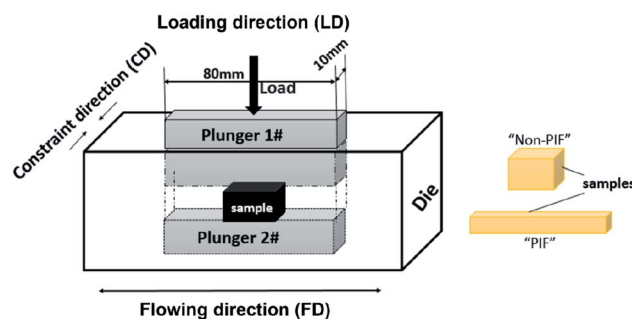 Loading direction (LD)
Constraint direction (CD)
80mm
10mm
Load
Plunger 1#
sample
Plunger 2#
Die
Flowing direction (FD)
“Non-PIF”
samples
“PIF”